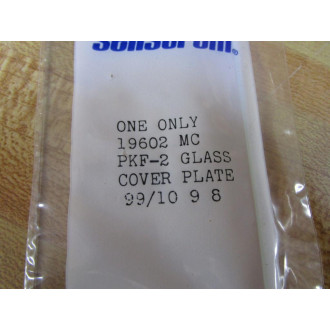 ONE ONLY
19602 MC
PKF-2 GLASS
COVER PLATE
99/10 9 8